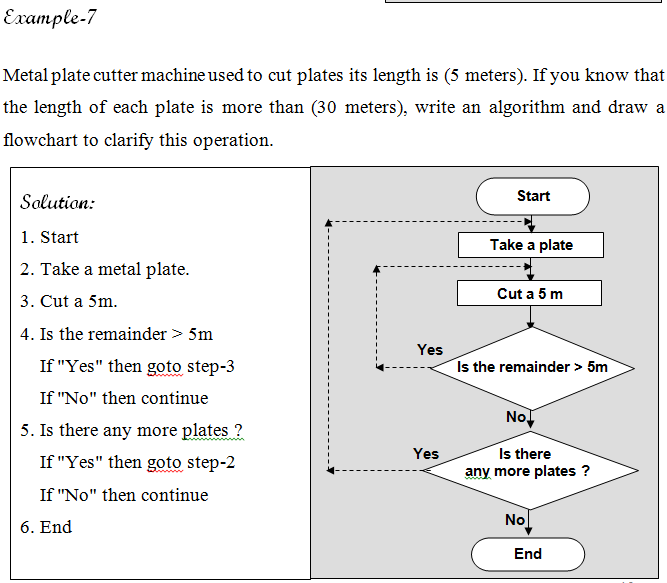 Example-7
Metal plate cutter machine used to cut plates its length is (5 meters). If you know that
the length of each plate is more than (30 meters), write an algorithm and draw a
flowchart to clarify this operation.
Solution:
1. Start
2. Take a metal plate.
3. Cut a 5m.
4. Is the remainder > 5m
If "Yes" then goto step-3
If "No" then continue
5. Is there any more plates ?
If "Yes" then goto step-2
If "No" then continue
6. End
Start
Take a plate
Cut a 5 m
Yes
Is the remainder > 5m
No
Yes
Is there
any more plates ?
No
End